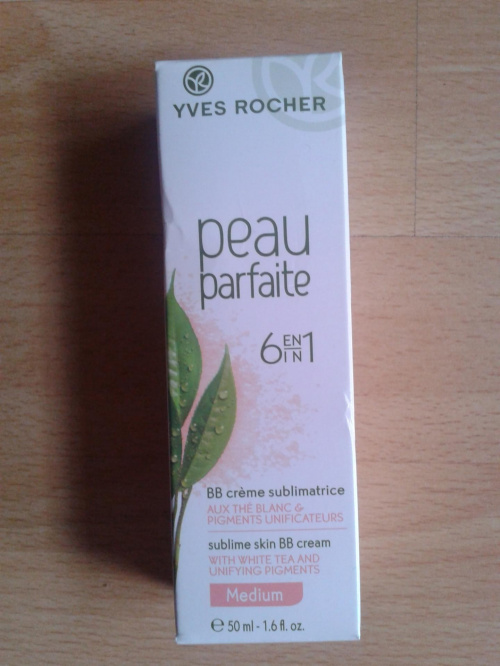 YVES ROCHER
peau
parfaite
6 EN IN 1
BB crème sublimatrice
AUX THÉ BLANC &
PIGMENTS UNIFICATEURS
sublime skin BB cream
WITH WHITE TEA AND
UNIFYING PIGMENTS
Medium
℮ 50 ml - 1.6 fl. oz.